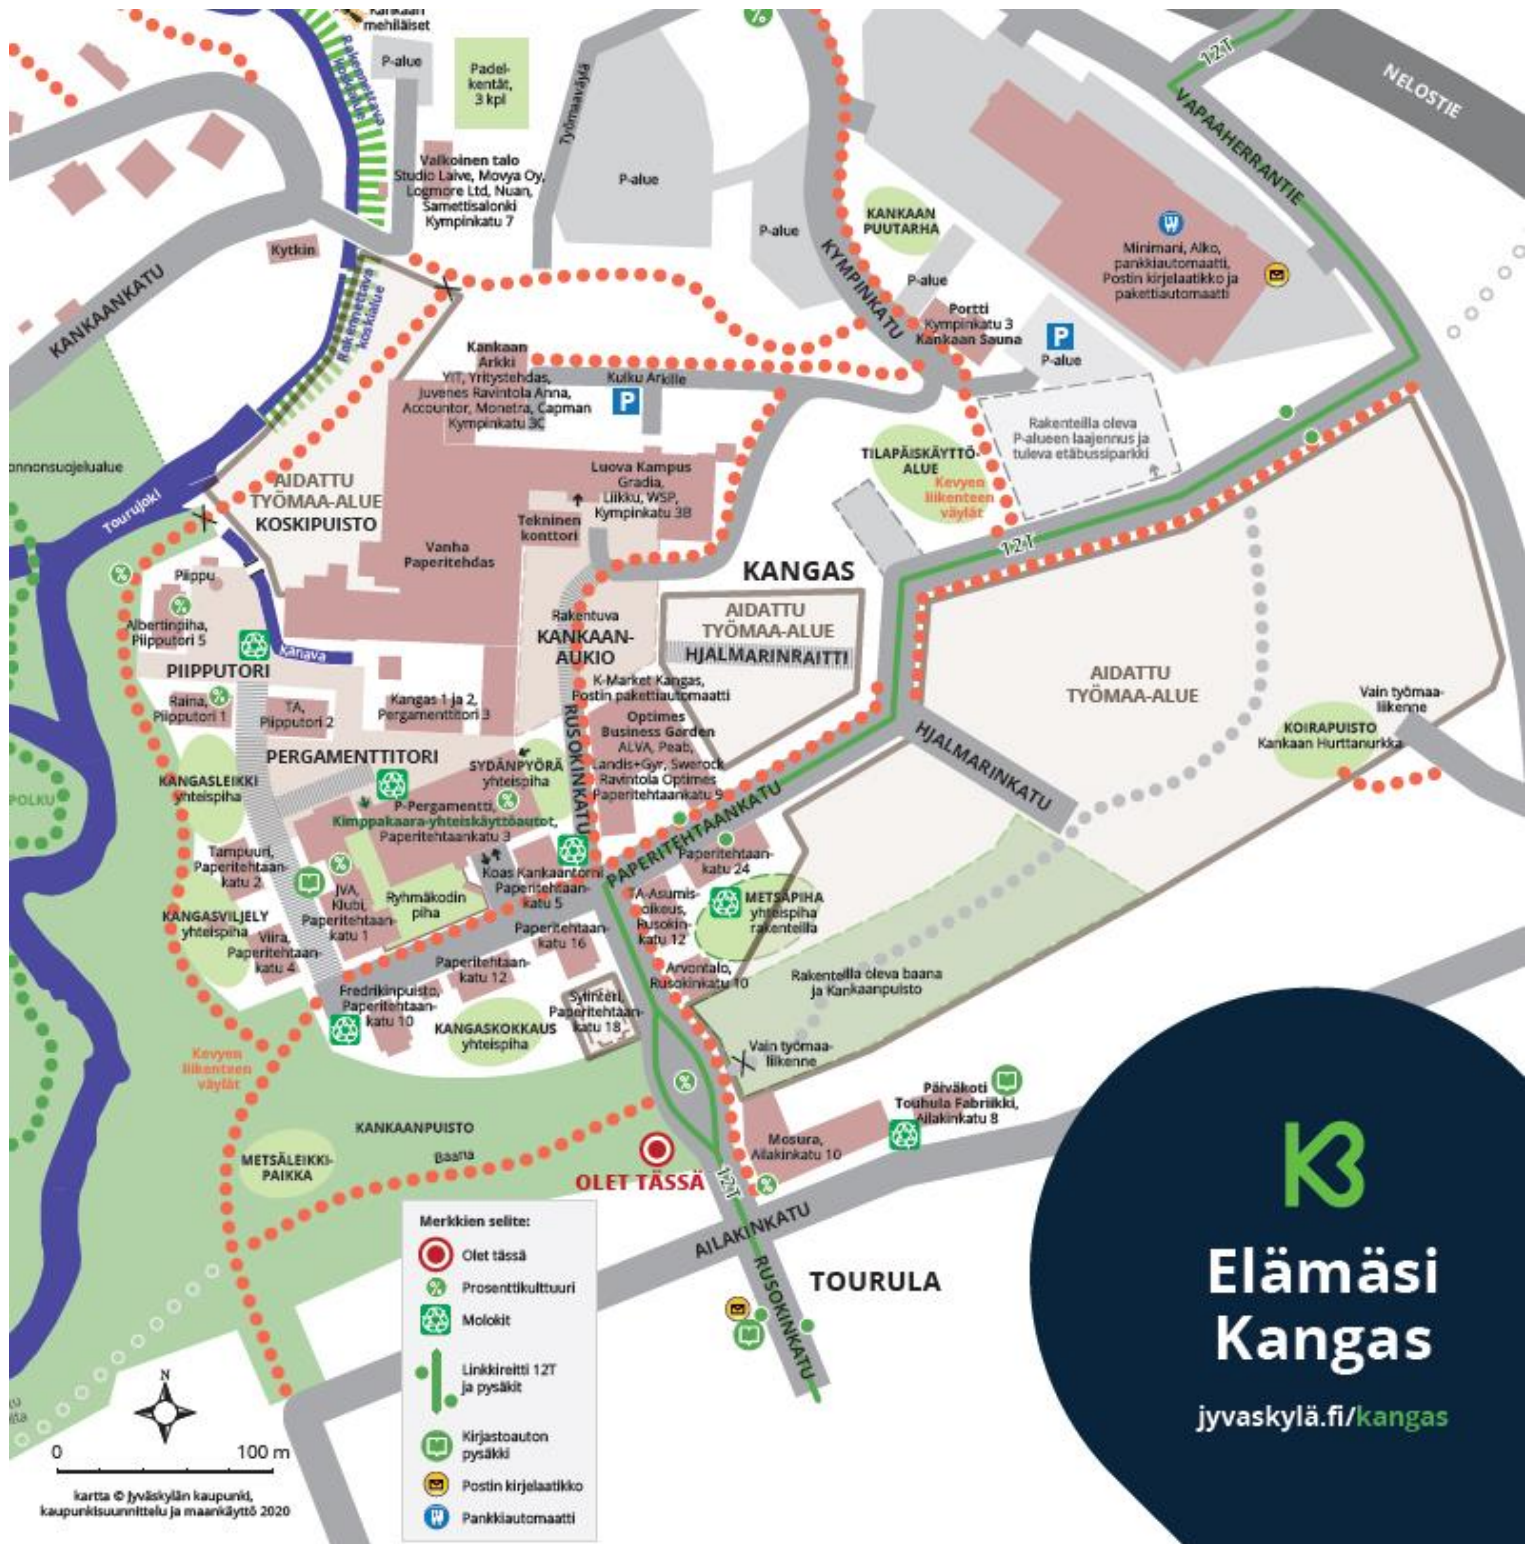 Kankaan
mehiläiset
P-alue
Padel-
kentät,
3 kpl
Työmaaväylä
Rakennettava
koskialue
12T
NELOSTIE
VAPAAHERRANTIE
P-alue
Valkoinen talo
Studio Laive, Movya Oy,
Logmore Ltd, Nuan,
Samettisalonki
Kympinkatu 7
P-alue
KANKAAN
PUUTARHA
KYMPINKATU
P-alue
Minimani, Alko,
pankkiautomaatti,
Postin kirjelaatikko ja
pakettiautomaatti
Kytkin
KANKAANKATU
Rakennettava
koskialue
Portti
Kympinkatu 3
Kankaan Sauna
P
P-alue
Kankaan
Arkki
YIT, Yritystehdas,
Juvenes Ravintola Anna,
Accountor, Monetra, Capman
Kympinkatu 3C
Kulku Arkille
P
Rakenteilla oleva
P-alueen laajennus ja
tuleva etäbussiparkki
TILAPÄISKÄYTTÖ-
ALUE
Kevyen
liikenteen
väylät
12T
onnonsuojelualue
Tourujoki
AIDATTU
TYÖMAA-ALUE
KOSKIPUISTO
Luova Kampus
Gradia,
Liikku, WSP,
Kympinkatu 3B
Tekninen
konttori
Vanha
Paperitehdas
KANGAS
Piippu
Albertinpiha,
Piipputori 5
Kanava
PIIPPUTORI
Rakentuva
KANKAAN-
AUKIO
AIDATTU
TYÖMAA-ALUE
HJALMARINRAITTI
AIDATTU
TYÖMAA-ALUE
Raina,
Piipputori 1
TA,
Piipputori 2
Kangas 1 ja 2,
Pergamenttitori 3
K-Market Kangas,
Postin pakettiautomaatti
Optimes
Business Garden
ALVA, Peab,
Landis+Gyr, Swerock
Ravintola Optimes
Paperitehtaankatu 9
RUSOKINKATU
HJALMARINKATU
Vain työmaa-
liikenne
KOIRAPUISTO
Kankaan Hurttanurkka
PERGAMENTTITORI
SYDÄNPYÖRÄ
yhteispiha
KANGASLEIKKI
yhteispiha
POLKU
P-Pergamentti,
Kimppakaara-yhteiskäyttöautot,
Paperitehtaankatu 3
PAPERITEHTAANKATU
Paperitehtaan-
katu 24
Tampuuri,
Paperitehtaan-
katu 2
JVA,
Klubi,
Paperitehtaan-
katu 1
Ryhmäkodin
piha
Koas Kankaantorni
Paperitehtaan-
katu 5
TA-Asumis-
oikeus,
Rusokin-
katu 12
METSÄPIHA
yhteispiha
rakenteilla
KANGASVILJELY
yhteispiha
Viira,
Paperitehtaan-
katu 4
Paperitehtaan-
katu 16
Paperitehtaan-
katu 12
Arvontalo,
Rusokinkatu 10
Rakenteilla oleva baana
ja Kankaanpuisto
Fredrikinpuisto,
Paperitehtaan-
katu 10
KANGASKOKKAUS
yhteispiha
Sylinteri,
Paperitehtaan-
katu 18
Vain työmaa-
liikenne
Kevyen
liikenteen
väylät
Päiväkoti
Touhula Fabriikki,
Ailakinkatu 8
KANKAANPUISTO
Baana
METSÄLEIKKI-
PAIKKA
Mosura,
Ailakinkatu 10
OLET TÄSSÄ
12T
AILAKINKATU
RUSOKINKATU
TOURULA
Merkkien selite:
Olet tässä
Prosenttikulttuuri
Molokit
Linkkireitti 12T
ja pysäkit
Kirjastoauton
pysäkki
Postin kirjelaatikko
Pankkiautomaatti
N
0 100 m
kartta © Jyväskylän kaupunki,
kaupunkisuunnittelu ja maankäyttö 2020
Elämäsi
Kangas
jyvaskylä.fi/kangas